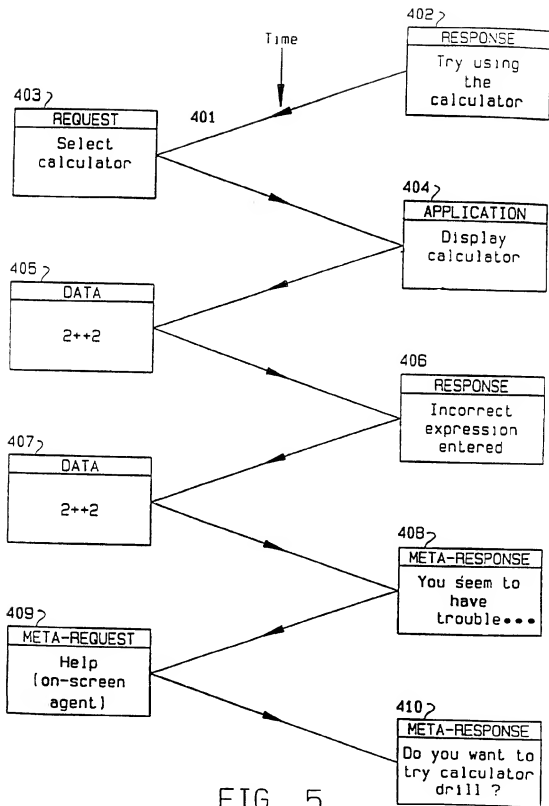 402
RESPONSE
Try using
the
calculator
Time
403
REQUEST
Select
calculator
401
404
APPLICATION
Display
calculator
405
DATA
2++2
406
RESPONSE
Incorrect
expression
entered
407
DATA
2++2
408
META-RESPONSE
You seem to
have
trouble•••
409
META-REQUEST
Help
(on-screen
agent)
410
META-RESPONSE
Do you want to
try calculator
drill ?
FIG 5